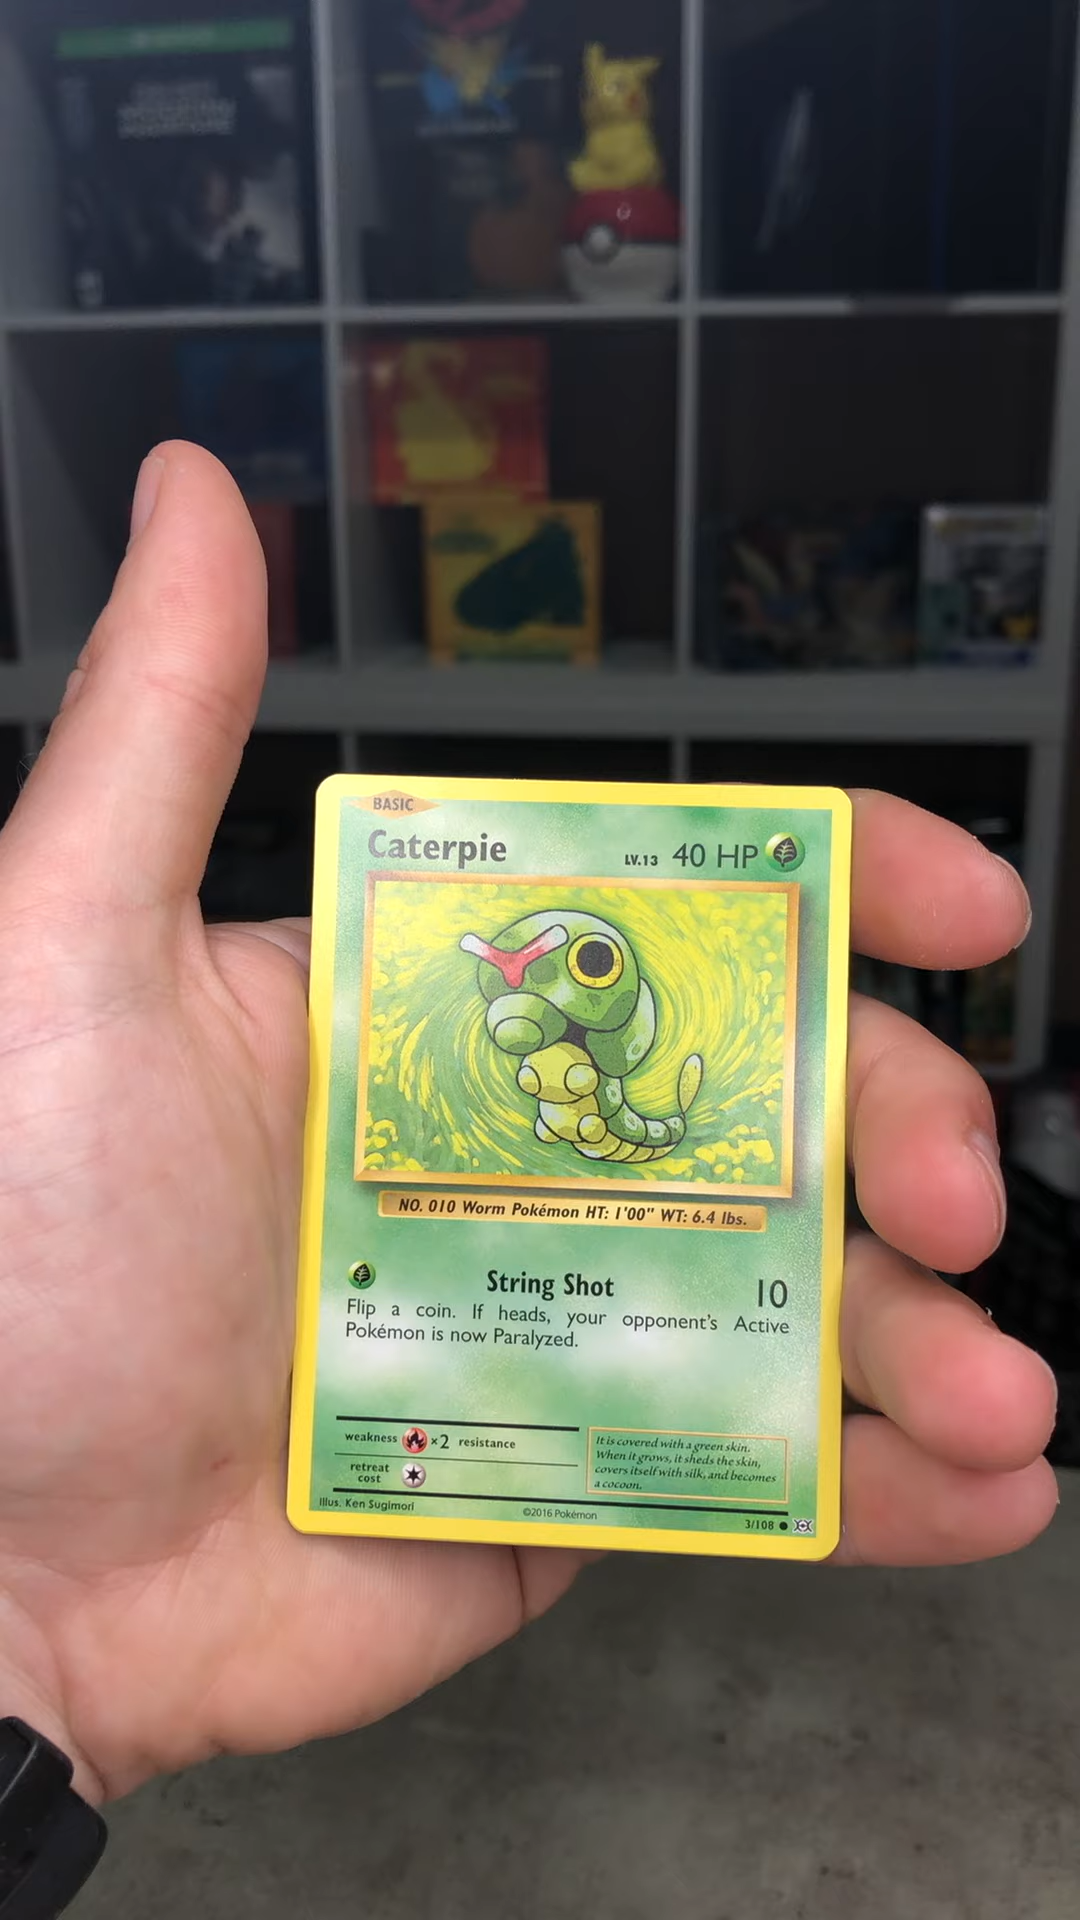 BASIC
Caterpie LV.13 40 HP
NO. 010 Worm Pokémon HT: 1'00" WT: 6.4 lbs.
String Shot 10
Flip a coin. If heads, your opponent's Active
Pokémon is now Paralyzed.
weakness ×2 resistance
retreat
cost
It is covered with a green skin.
When it grows, it sheds the skin,
covers itself with silk, and becomes
a cocoon.
Illus. Ken Sugimori
©2016 Pokémon
3/108